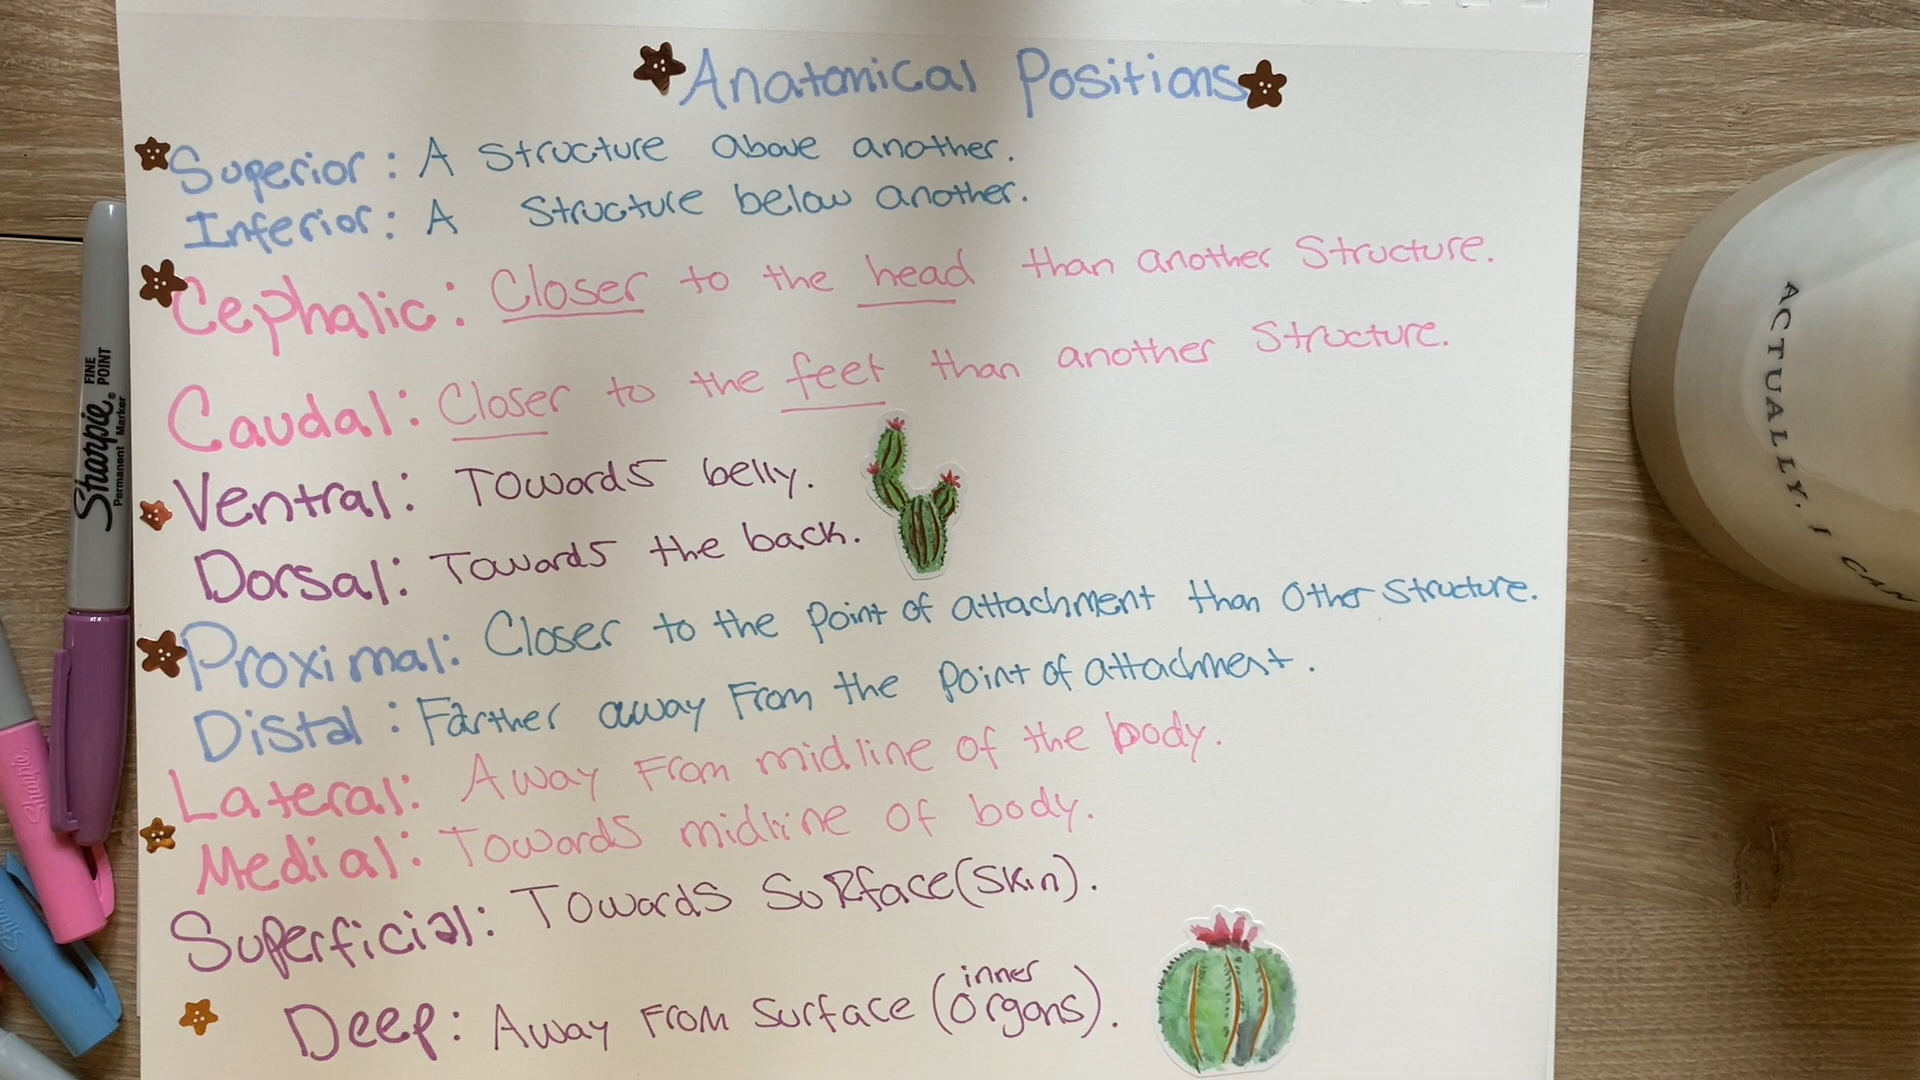 Anatomical Positions
Superior: A Structure above another.
Inferior: A Structure below another.
Cephalic: Closer to the head than another Structure.
Caudal: Closer to the feet than another Structure.
Ventral: Towards belly.
Dorsal: Towards the back.
Proximal: Closer to the point of attachment than Other Structure.
Distal: Farther away From the point of attachment.
Lateral: Away From midline of the body.
Medial: Towards midline of body.
Superficial: Towards Surface (Skin).
Deep: Away From Surface (inner organs).
Sharpie
FINE POINT
Permanent Marker
Sharpie
ACTUALLY, I CAN